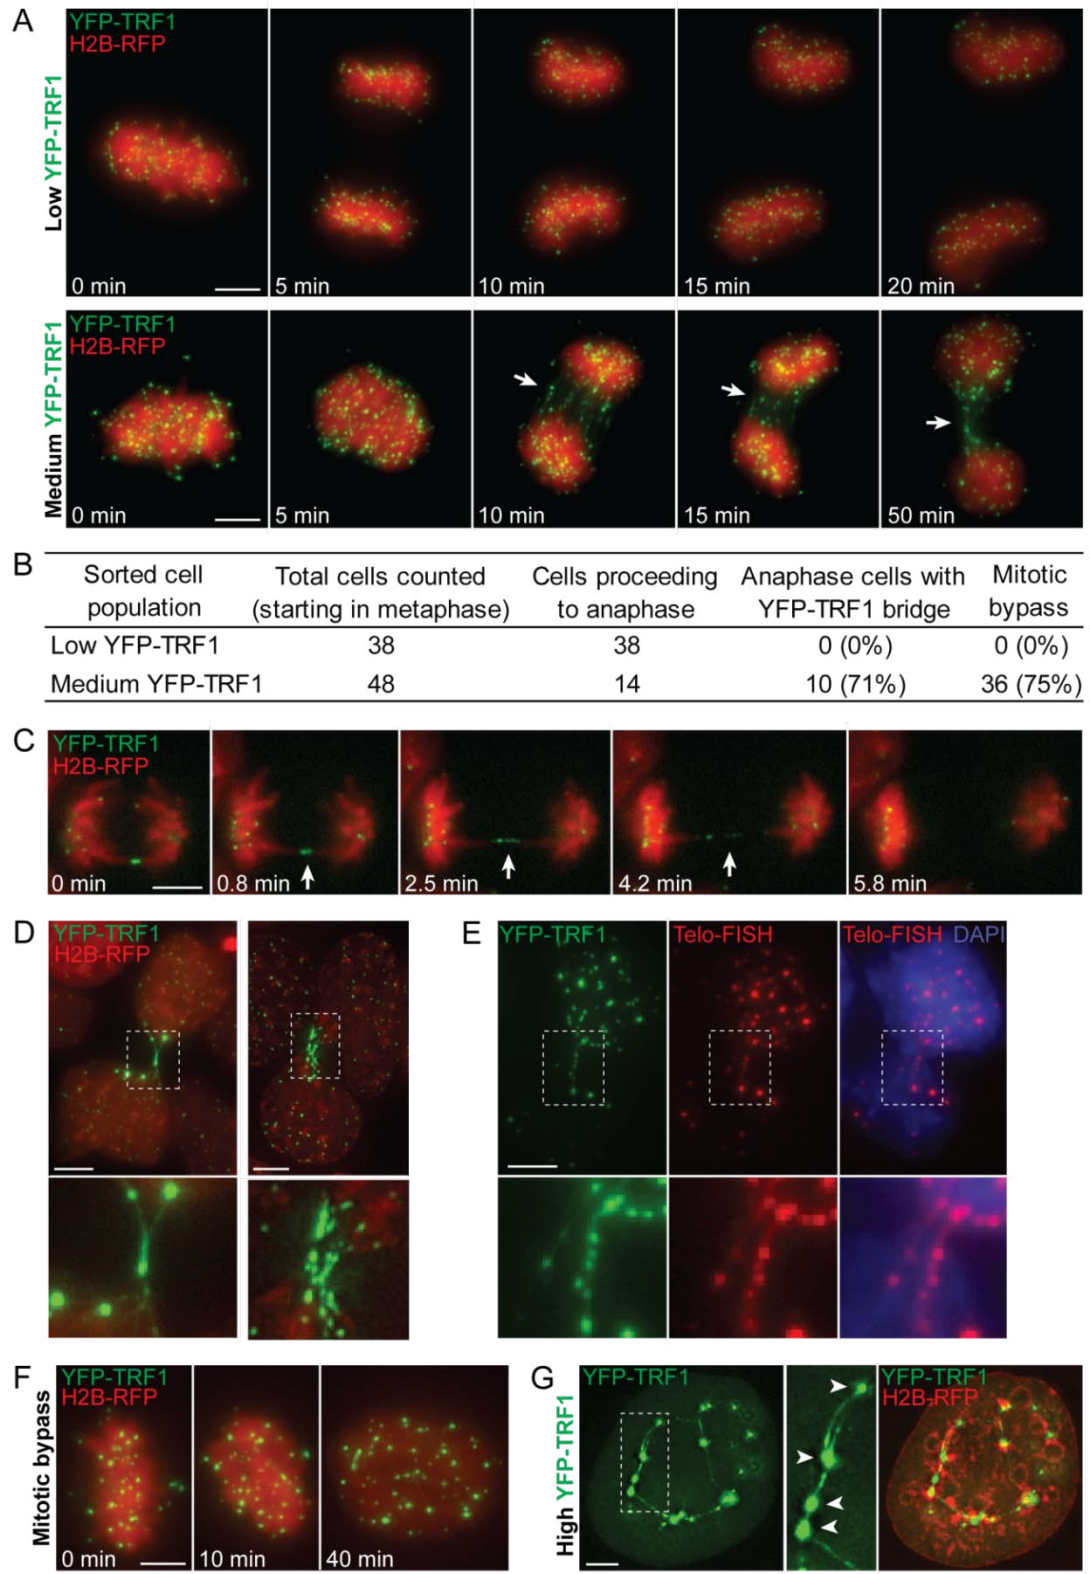 A
YFP-TRF1
H2B-RFP
Low YFP-TRF1
0 min
5 min
10 min
15 min
20 min
YFP-TRF1
H2B-RFP
Medium YFP-TRF1
0 min
5 min
10 min
15 min
50 min
B
Sorted cell population
Total cells counted (starting in metaphase)
Cells proceeding to anaphase
Anaphase cells with YFP-TRF1 bridge
Mitotic bypass
Low YFP-TRF1 38 38 0 (0%) 0 (0%)
Medium YFP-TRF1 48 14 10 (71%) 36 (75%)
C
YFP-TRF1
H2B-RFP
0 min
0.8 min
2.5 min
4.2 min
5.8 min
D
YFP-TRF1
H2B-RFP
E
YFP-TRF1
Telo-FISH
Telo-FISH DAPI
F
YFP-TRF1
H2B-RFP
Mitotic bypass
0 min
10 min
40 min
G
YFP-TRF1
YFP-TRF1
H2B-RFP
High YFP-TRF1